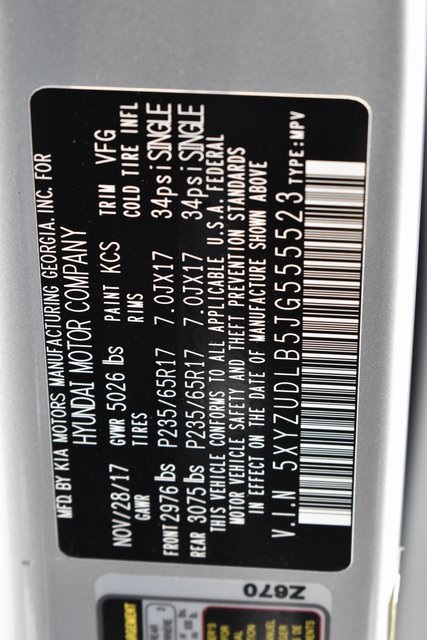 MFD. BY KIA MOTORS MANUFACTURING GEORGIA, INC. FOR
HYUNDAI MOTOR COMPANY
NOV/28/17 GVWR 5026 lbs PAINT KCS TRIM VFG
GAWR TIRES RIMS COLD TIRE INFL
FRONT 2976 lbs P235/65R17 7.0JX17 34psi SINGLE
REAR 3075 lbs P235/65R17 7.0JX17 34psi SINGLE
THIS VEHICLE CONFORMS TO ALL APPLICABLE U.S.A. FEDERAL
MOTOR VEHICLE SAFETY AND THEFT PREVENTION STANDARDS
IN EFFECT ON THE DATE OF MANUFACTURE SHOWN ABOVE
V.I.N 5XYZUDLB5JG555523 TYPE:MPV
Z670